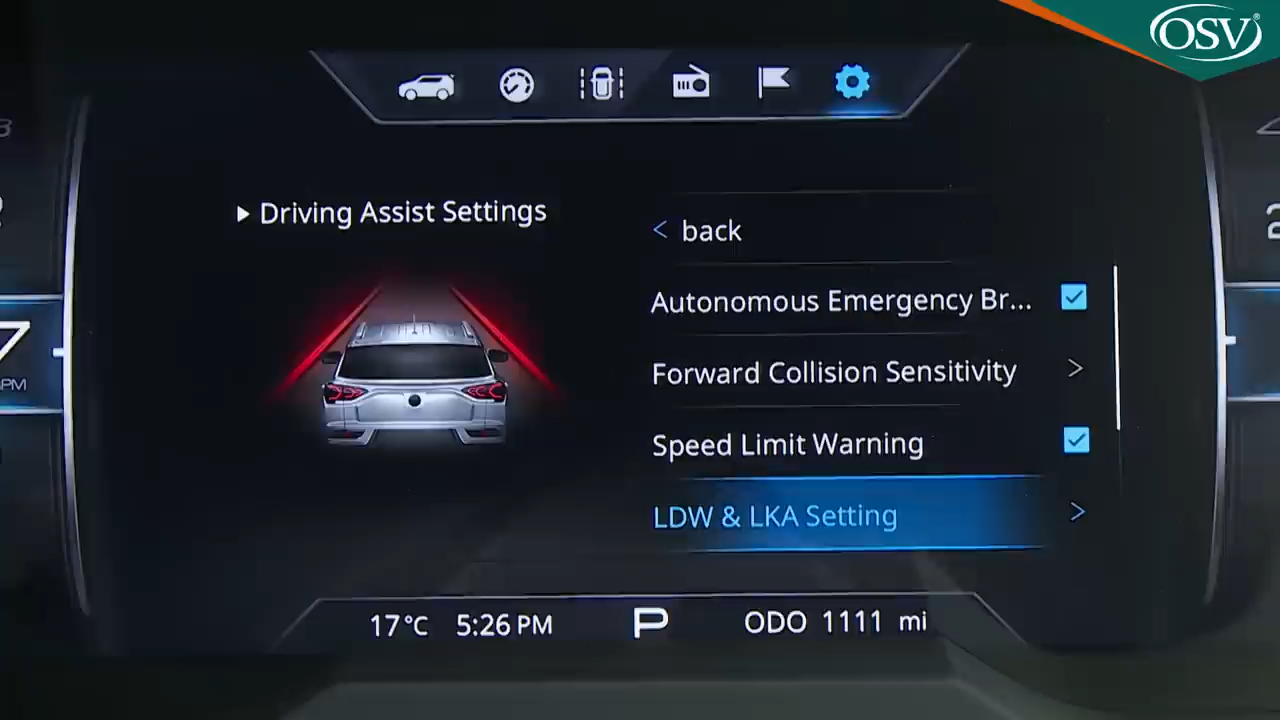 OSV
Driving Assist Settings
< back
Autonomous Emergency Br...
Forward Collision Sensitivity >
Speed Limit Warning
LDW & LKA Setting >
17°C 5:26 PM P ODO 1111 mi